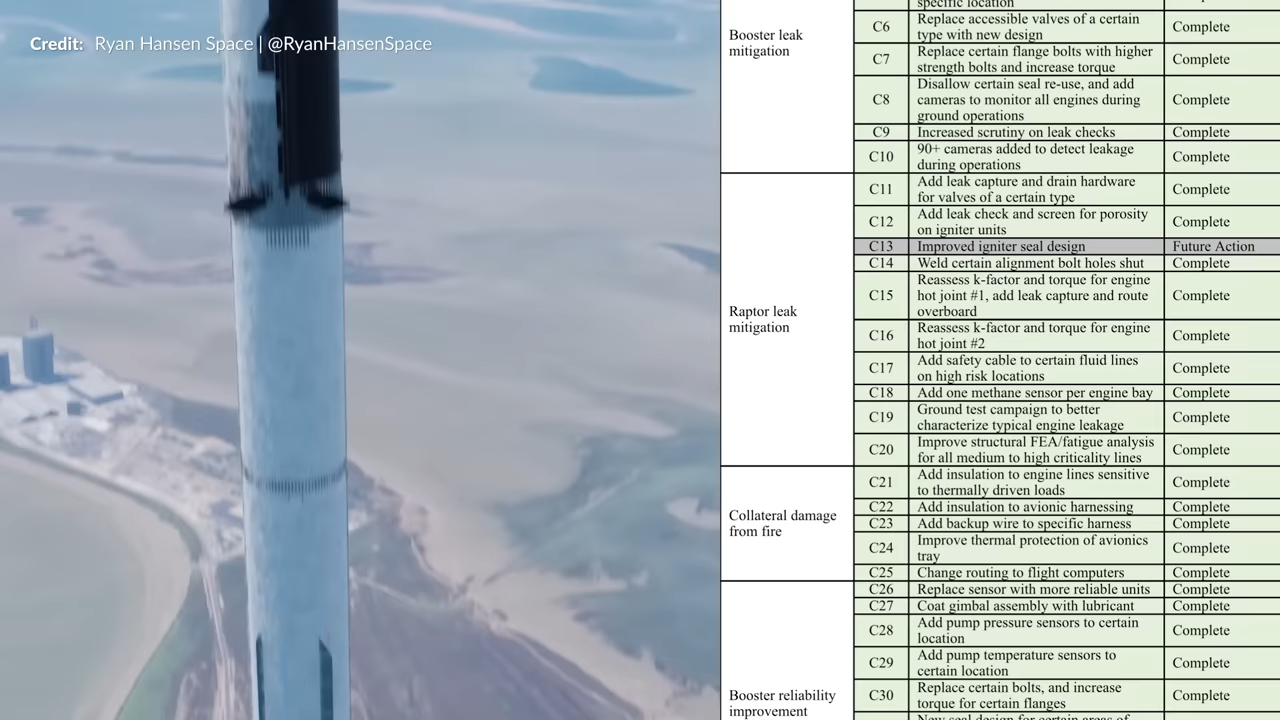 Credit: Ryan Hansen Space | @RyanHansenSpace
specific location
Booster leak
mitigation
C6
Replace accessible valves of a certain
type with new design
Complete
C7
Replace certain flange bolts with higher
strength bolts and increase torque
Complete
C8
Disallow certain seal re-use, and add
cameras to monitor all engines during
ground operations
Complete
C9
Increased scrutiny on leak checks
Complete
C10
90+ cameras added to detect leakage
during operations
Complete
Raptor leak
mitigation
C11
Add leak capture and drain hardware
for valves of a certain type
Complete
C12
Add leak check and screen for porosity
on igniter units
Complete
C13
Improved igniter seal design
Future Action
C14
Weld certain alignment bolt holes shut
Complete
C15
Reassess k-factor and torque for engine
hot joint #1, add leak capture and route
overboard
Complete
C16
Reassess k-factor and torque for engine
hot joint #2
Complete
C17
Add safety cable to certain fluid lines
on high risk locations
Complete
C18
Add one methane sensor per engine bay
Complete
C19
Ground test campaign to better
characterize typical engine leakage
Complete
C20
Improve structural FEA/fatigue analysis
for all medium to high criticality lines
Complete
Collateral damage
from fire
C21
Add insulation to engine lines sensitive
to thermally driven loads
Complete
C22
Add insulation to avionic harnessing
Complete
C23
Add backup wire to specific harness
Complete
C24
Improve thermal protection of avionics
tray
Complete
C25
Change routing to flight computers
Complete
Booster reliability
improvement
C26
Replace sensor with more reliable units
Complete
C27
Coat gimbal assembly with lubricant
Complete
C28
Add pump pressure sensors to certain
location
Complete
C29
Add pump temperature sensors to
certain location
Complete
C30
Replace certain bolts, and increase
torque for certain flanges
Complete
New seal design for certain areas of